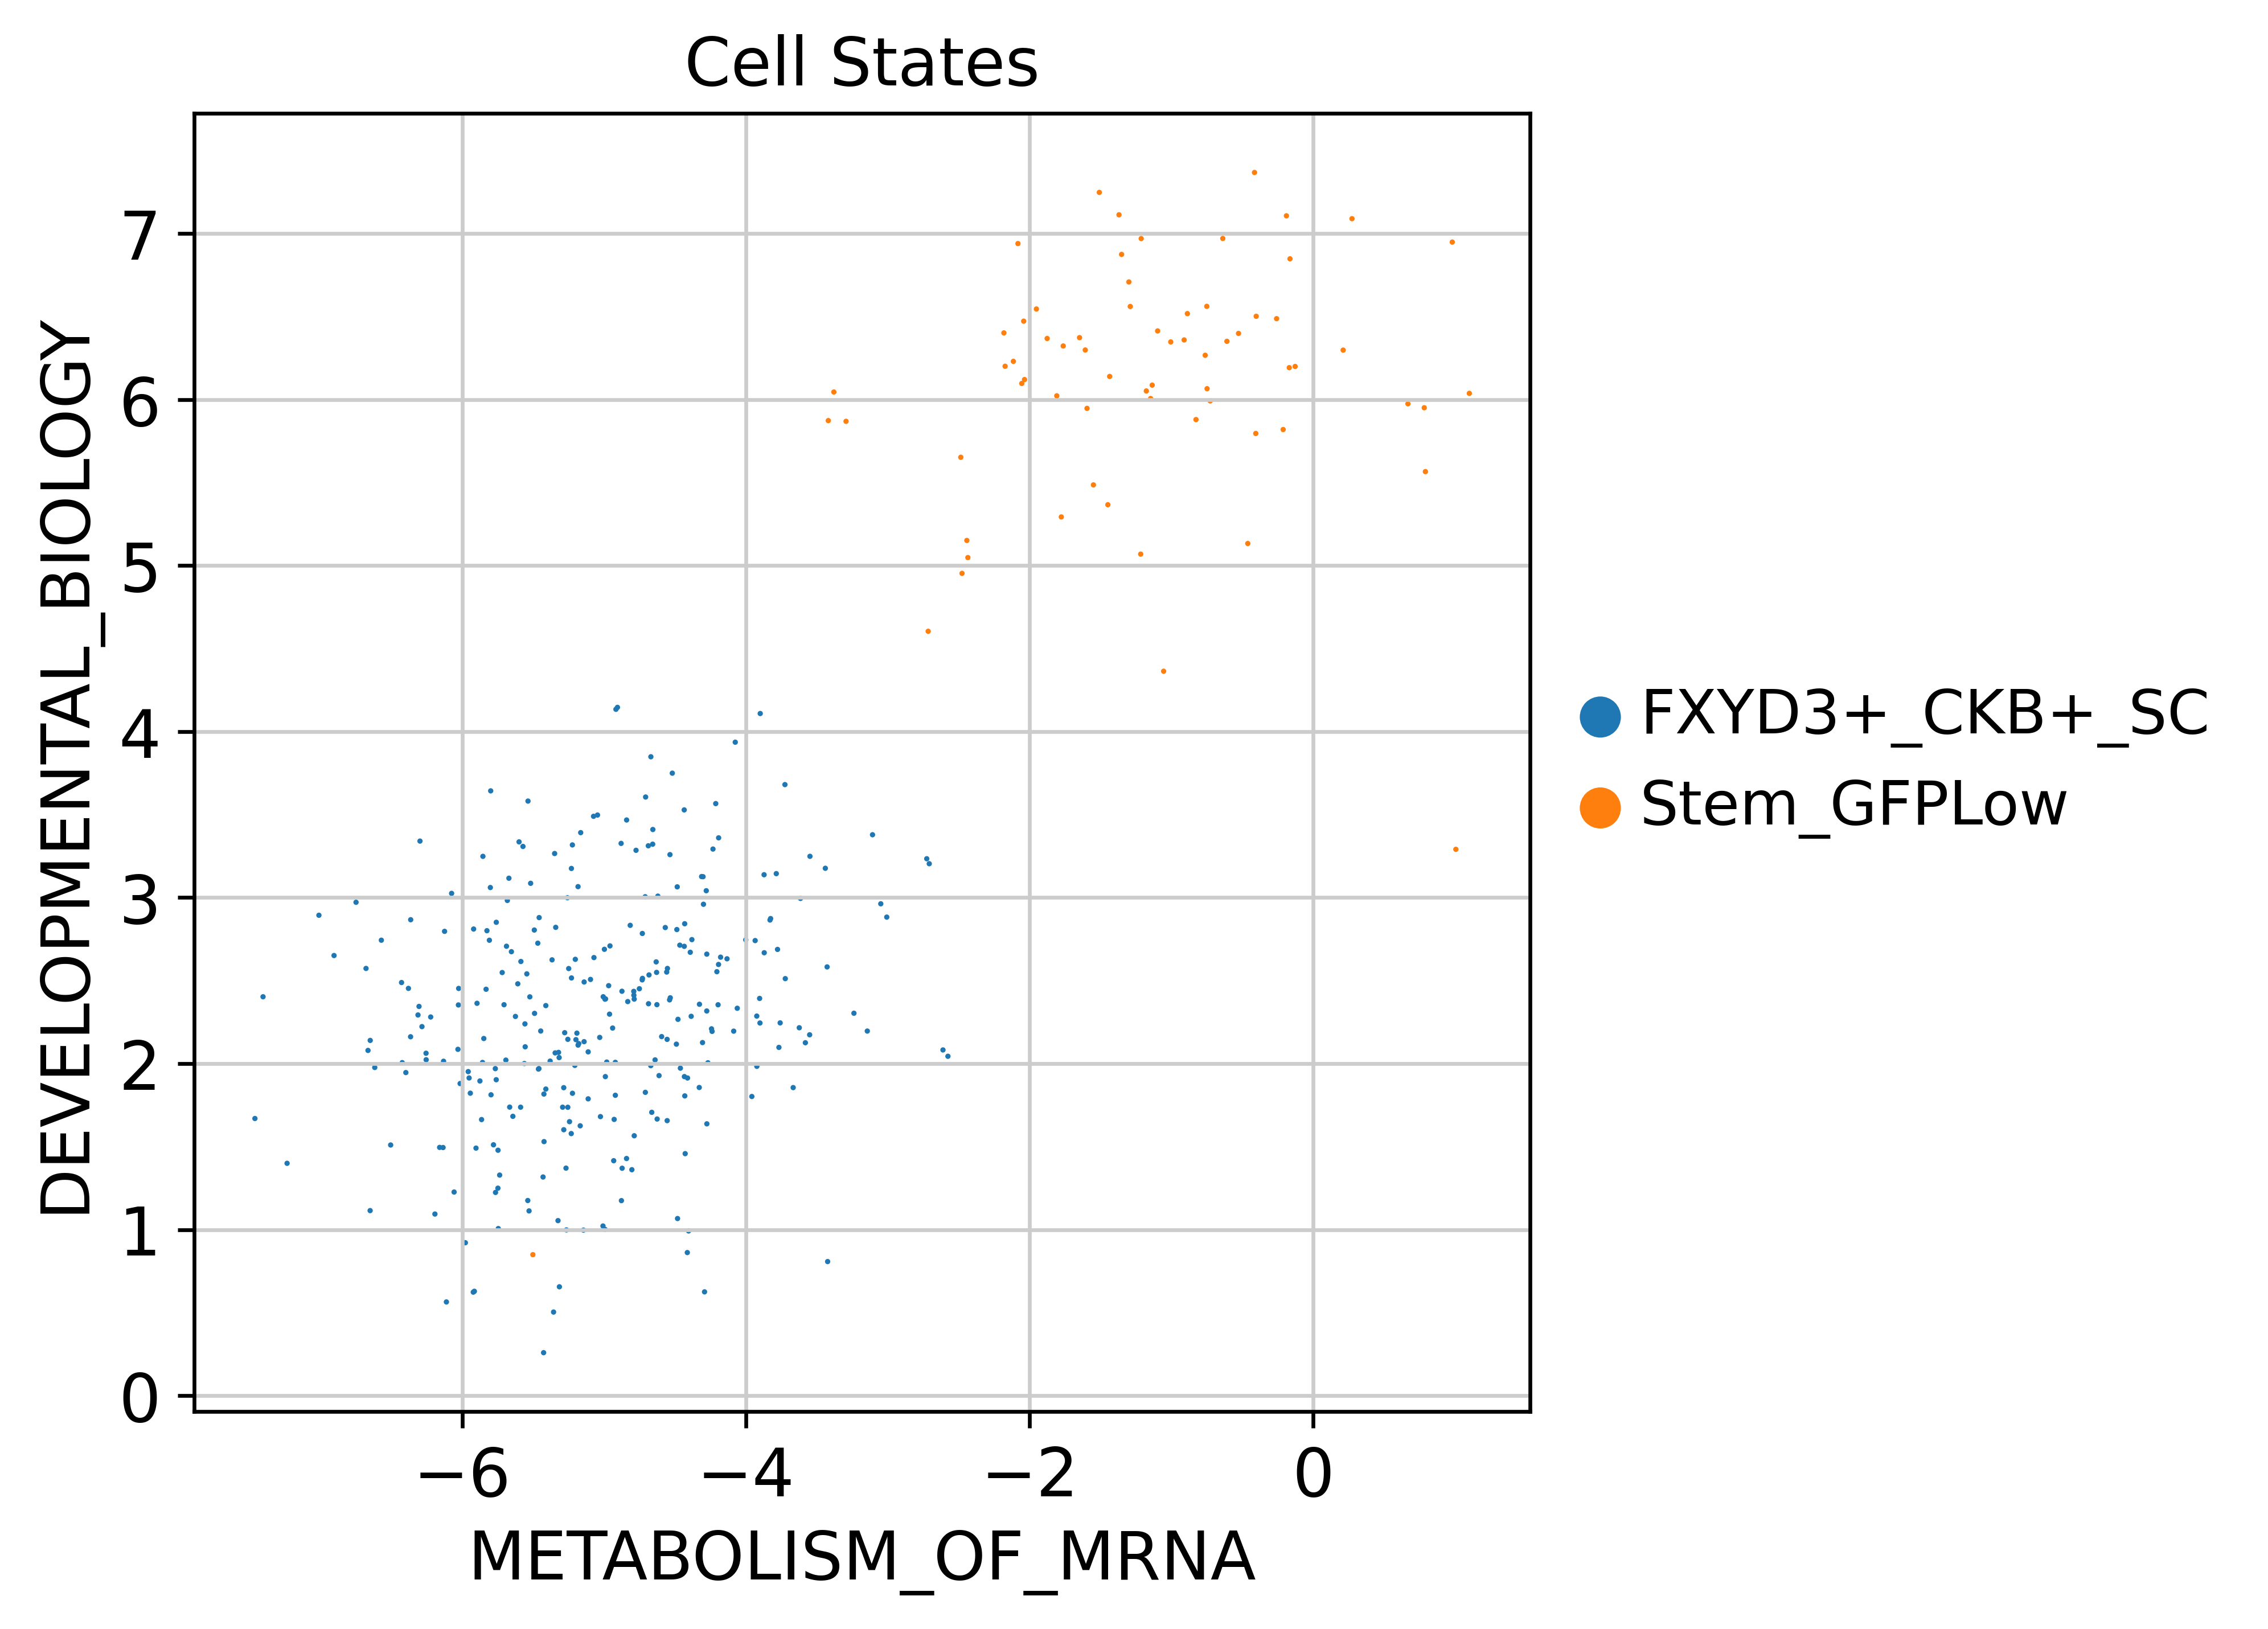 Cell States
DEVELOPMENTAL_BIOLOGY
7
6
5
4
3
2
1
0
−6 −4 −2 0
METABOLISM_OF_MRNA
FXYD3+_CKB+_SC
Stem_GFPLow